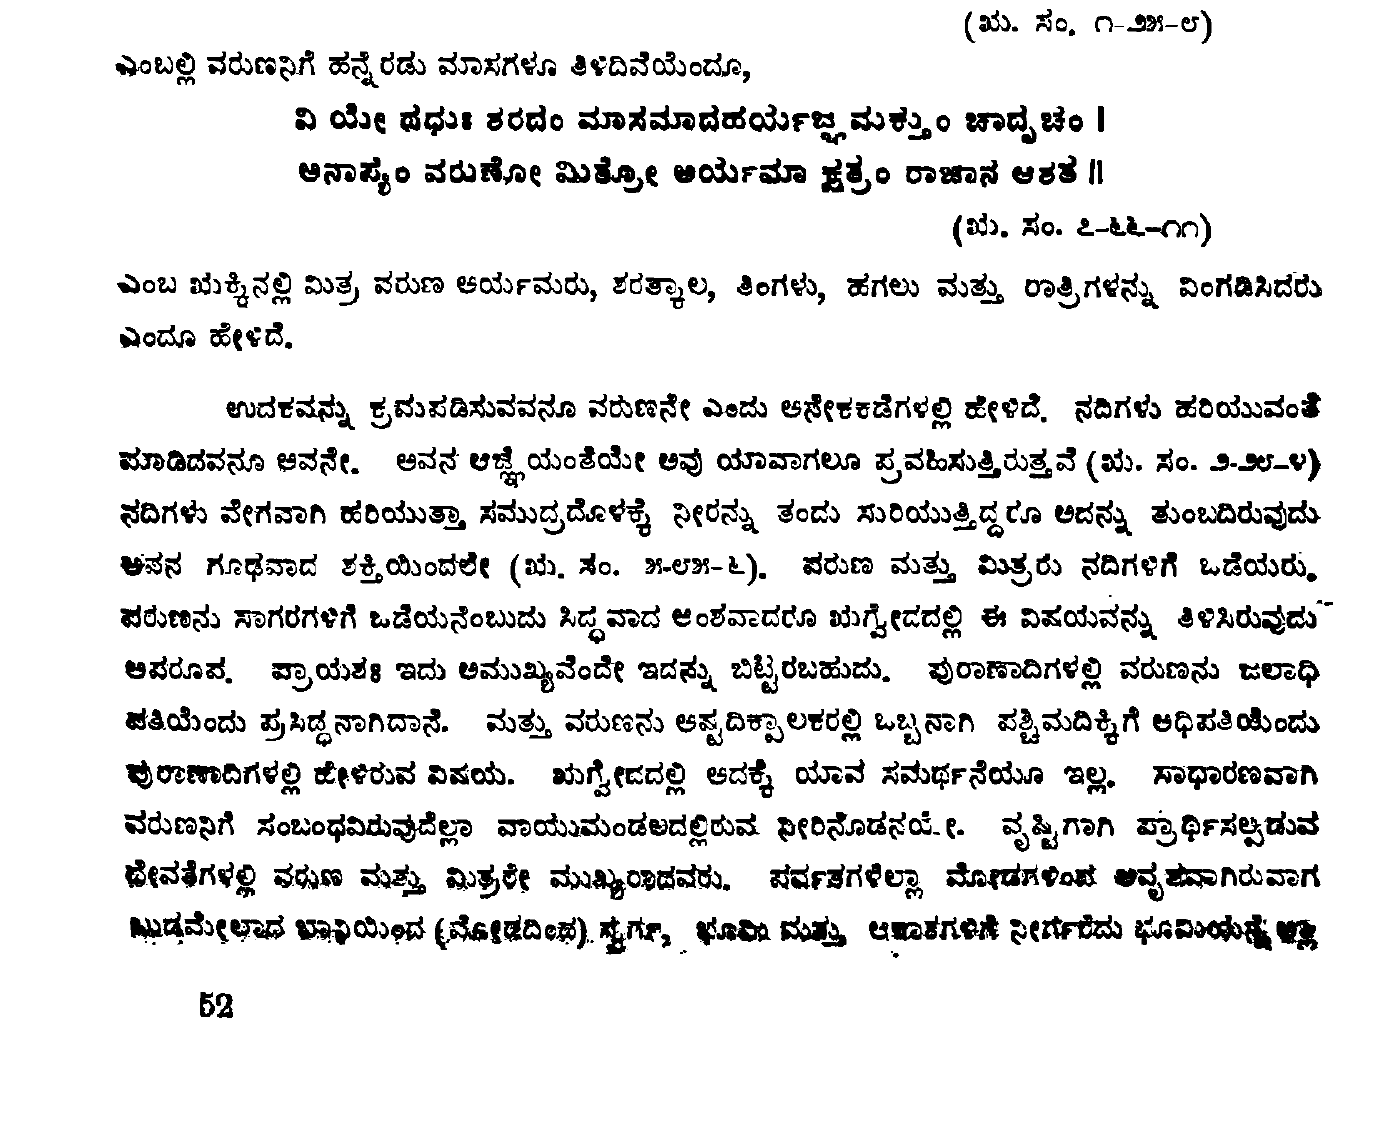 (ಋ. ಸಂ. ೧-೨೫-೮)
ಎಂಬಲ್ಲಿ ವರುಣನಿಗೆ ಹನ್ನೆರಡು ಮಾಸಗಳೂ ತಿಳಿದಿವೆಯೆಂದೂ,
ವಿ ಯೇ ದಧುಃ ಶರದಂ ಮಾಸಮಾದಹರ್ಯಜ್ಞಮಕ್ತುಂ ಚಾದೃಚಂ |
ಅನಾಪ್ಯಂ ವರುಣೋ ಮಿತ್ರೋ ಅರ್ಯಮಾ ಕ್ಷತ್ರಂ ರಾಜಾನ ಆಶತ ||
(ಋ. ಸಂ. ೭-೬೬-೧೧)
ಎಂಬ ಋಕ್ಕಿನಲ್ಲಿ ಮಿತ್ರ ವರುಣ ಅರ್ಯಮರು, ಶರತ್ಕಾಲ, ತಿಂಗಳು, ಹಗಲು ಮತ್ತು ರಾತ್ರಿಗಳನ್ನು ವಿಂಗಡಿಸಿದರು
ಎಂದೂ ಹೇಳಿದೆ.
ಉದಕವನ್ನು ಕ್ರಮಪಡಿಸುವವನೂ ವರುಣನೇ ಎಂದು ಅನೇಕಕಡೆಗಳಲ್ಲಿ ಹೇಳಿದೆ. ನದಿಗಳು ಹರಿಯುವಂತೆ
ಮಾಡಿದವನೂ ಅವನೇ. ಅವನ ಆಜ್ಞೆಯಂತೆಯೇ ಅವು ಯಾವಾಗಲೂ ಪ್ರವಹಿಸುತ್ತಿರುತ್ತವೆ (ಋ. ಸಂ. ೨-೨೮-೪)
ನದಿಗಳು ವೇಗವಾಗಿ ಹರಿಯುತ್ತಾ ಸಮುದ್ರದೊಳಕ್ಕೆ ನೀರನ್ನು ತಂದು ಸುರಿಯುತ್ತಿದ್ದರೂ ಅದನ್ನು ತುಂಬದಿರುವುದು
ಅವನ ಗೂಢವಾದ ಶಕ್ತಿಯಿಂದಲೇ (ಋ. ಸಂ. ೫-೮೫-೬). ವರುಣ ಮತ್ತು ಮಿತ್ರರು ನದಿಗಳಿಗೆ ಒಡೆಯರು.
ವರುಣನು ಸಾಗರಗಳಿಗೆ ಒಡೆಯನೆಂಬುದು ಸಿದ್ಧವಾದ ಅಂಶವಾದರೂ ಋಗ್ವೇದದಲ್ಲಿ ಈ ವಿಷಯವನ್ನು ತಿಳಿಸಿರುವುದು
ಅಪರೂಪ. ಪ್ರಾಯಶಃ ಇದು ಅಮುಖ್ಯವೆಂದೇ ಇದನ್ನು ಬಿಟ್ಟಿರಬಹುದು. ಪುರಾಣಾದಿಗಳಲ್ಲಿ ವರುಣನು ಜಲಾಧಿ
ಪತಿಯೆಂದು ಪ್ರಸಿದ್ಧನಾಗಿದಾನೆ. ಮತ್ತು ವರುಣನು ಅಷ್ಟದಿಕ್ಪಾಲಕರಲ್ಲಿ ಒಬ್ಬನಾಗಿ ಪಶ್ಚಿಮದಿಕ್ಕಿಗೆ ಅಧಿಪತಿಯೆಂದು
ಪುರಾಣಾದಿಗಳಲ್ಲಿ ಹೇಳಿರುವ ವಿಷಯ. ಋಗ್ವೇದದಲ್ಲಿ ಅದಕ್ಕೆ ಯಾವ ಸಮರ್ಥನೆಯೂ ಇಲ್ಲ. ಸಾಧಾರಣವಾಗಿ
ವರುಣನಿಗೆ ಸಂಬಂಧವಿರುವುದೆಲ್ಲಾ ವಾಯುಮಂಡಲದಲ್ಲಿರುವ ನೀರಿನೊಡನೆಯೇ. ವೃಷ್ಟಿಗಾಗಿ ಪ್ರಾರ್ಥಿಸಲ್ಪಡುವ
ದೇವತೆಗಳಲ್ಲಿ ವರುಣ ಮತ್ತು ಮಿತ್ರರೇ ಮುಖ್ಯರಾದವರು. ಪರ್ವತಗಳೆಲ್ಲಾ ಮೋಡಗಳಿಂದ ಆವೃತವಾಗಿರುವಾಗ
(ಮೋಡದಿಂದ) ಸ್ವರ್ಗ, ಭೂಮಿ ಮತ್ತು ಆಕಾಶಗಳಿಗೆ ನೀರ್ಗರೆದು ಭೂಮಿಯನ್ನೆ
52